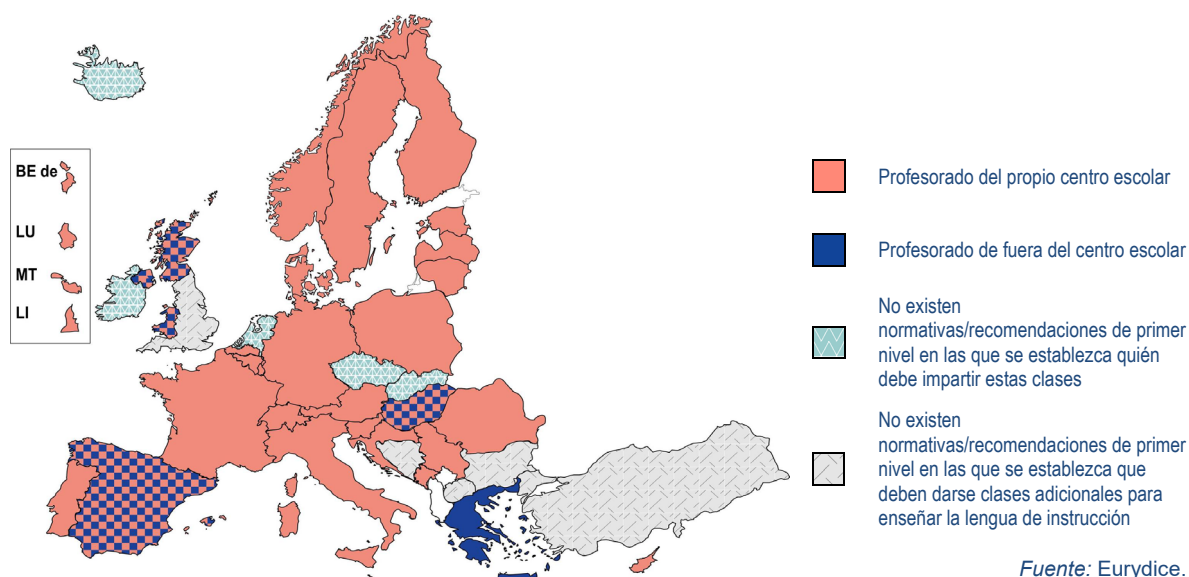 BE de
LU
MT
LI
Profesorado del propio centro escolar
Profesorado de fuera del centro escolar
No existen
normativas/recomendaciones de primer
nivel en las que se establezca quién
debe impartir estas clases
No existen
normativas/recomendaciones de primer
nivel en las que se establezca que
deben darse clases adicionales para
enseñar la lengua de instrucción
Fuente: Eurydice.